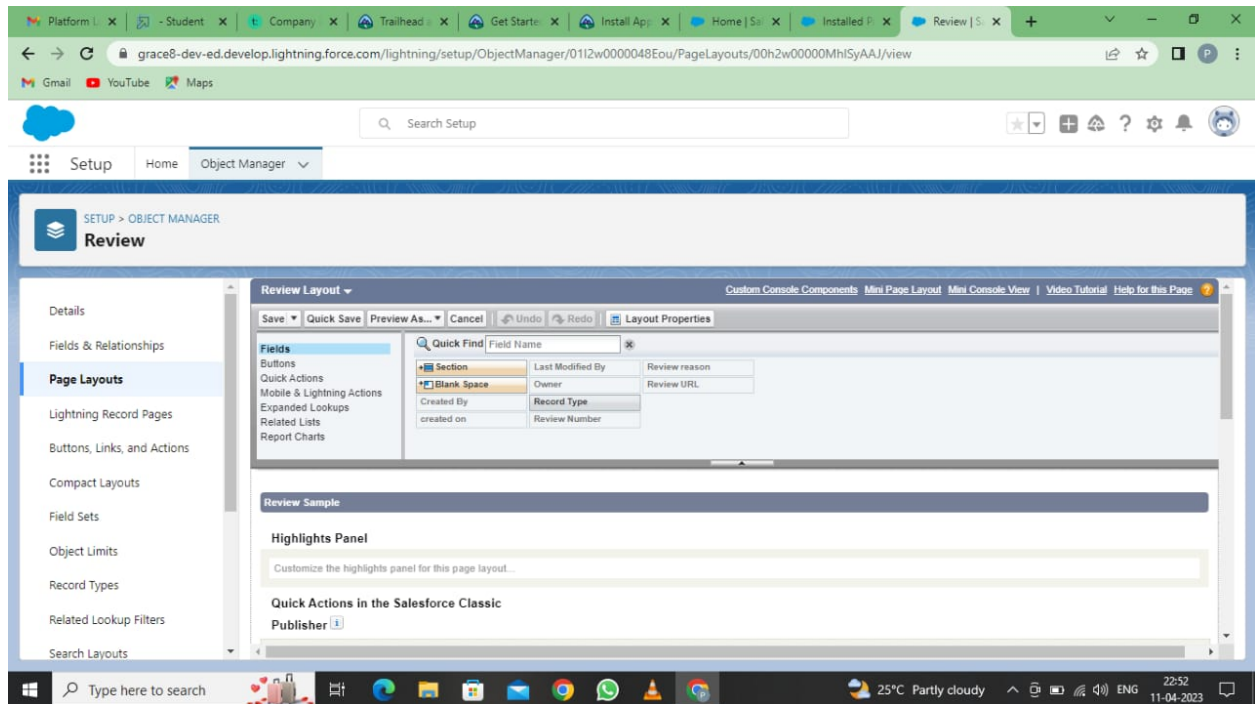 Platform L
- Student
Company
Trailhead a
Get Starte
Install App
Home | Sal
Installed P
Review | Sa
grace8-dev-ed.develop.lightning.force.com/lightning/setup/ObjectManager/01I2w0000048Eou/PageLayouts/00h2w00000MhlSyAAJ/view
P
Gmail
YouTube
Maps
Search Setup
Setup
Home
Object Manager
SETUP > OBJECT MANAGER
Review
Details
Fields & Relationships
Page Layouts
Lightning Record Pages
Buttons, Links, and Actions
Compact Layouts
Field Sets
Object Limits
Record Types
Related Lookup Filters
Search Layouts
Review Layout
Custom Console Components Mini Page Layout Mini Console View | Video Tutorial Help for this Page
Save Quick Save Preview As... Cancel Undo Redo Layout Properties
Fields
Buttons
Quick Actions
Mobile & Lightning Actions
Expanded Lookups
Related Lists
Report Charts
Quick Find Field Name
Section Last Modified By Review reason
Blank Space Owner Review URL
Created By Record Type
created on Review Number
Review Sample
Highlights Panel
Customize the highlights panel for this page layout...
Quick Actions in the Salesforce Classic
Publisher
Type here to search
25°C Partly cloudy
ENG
22:52
11-04-2023